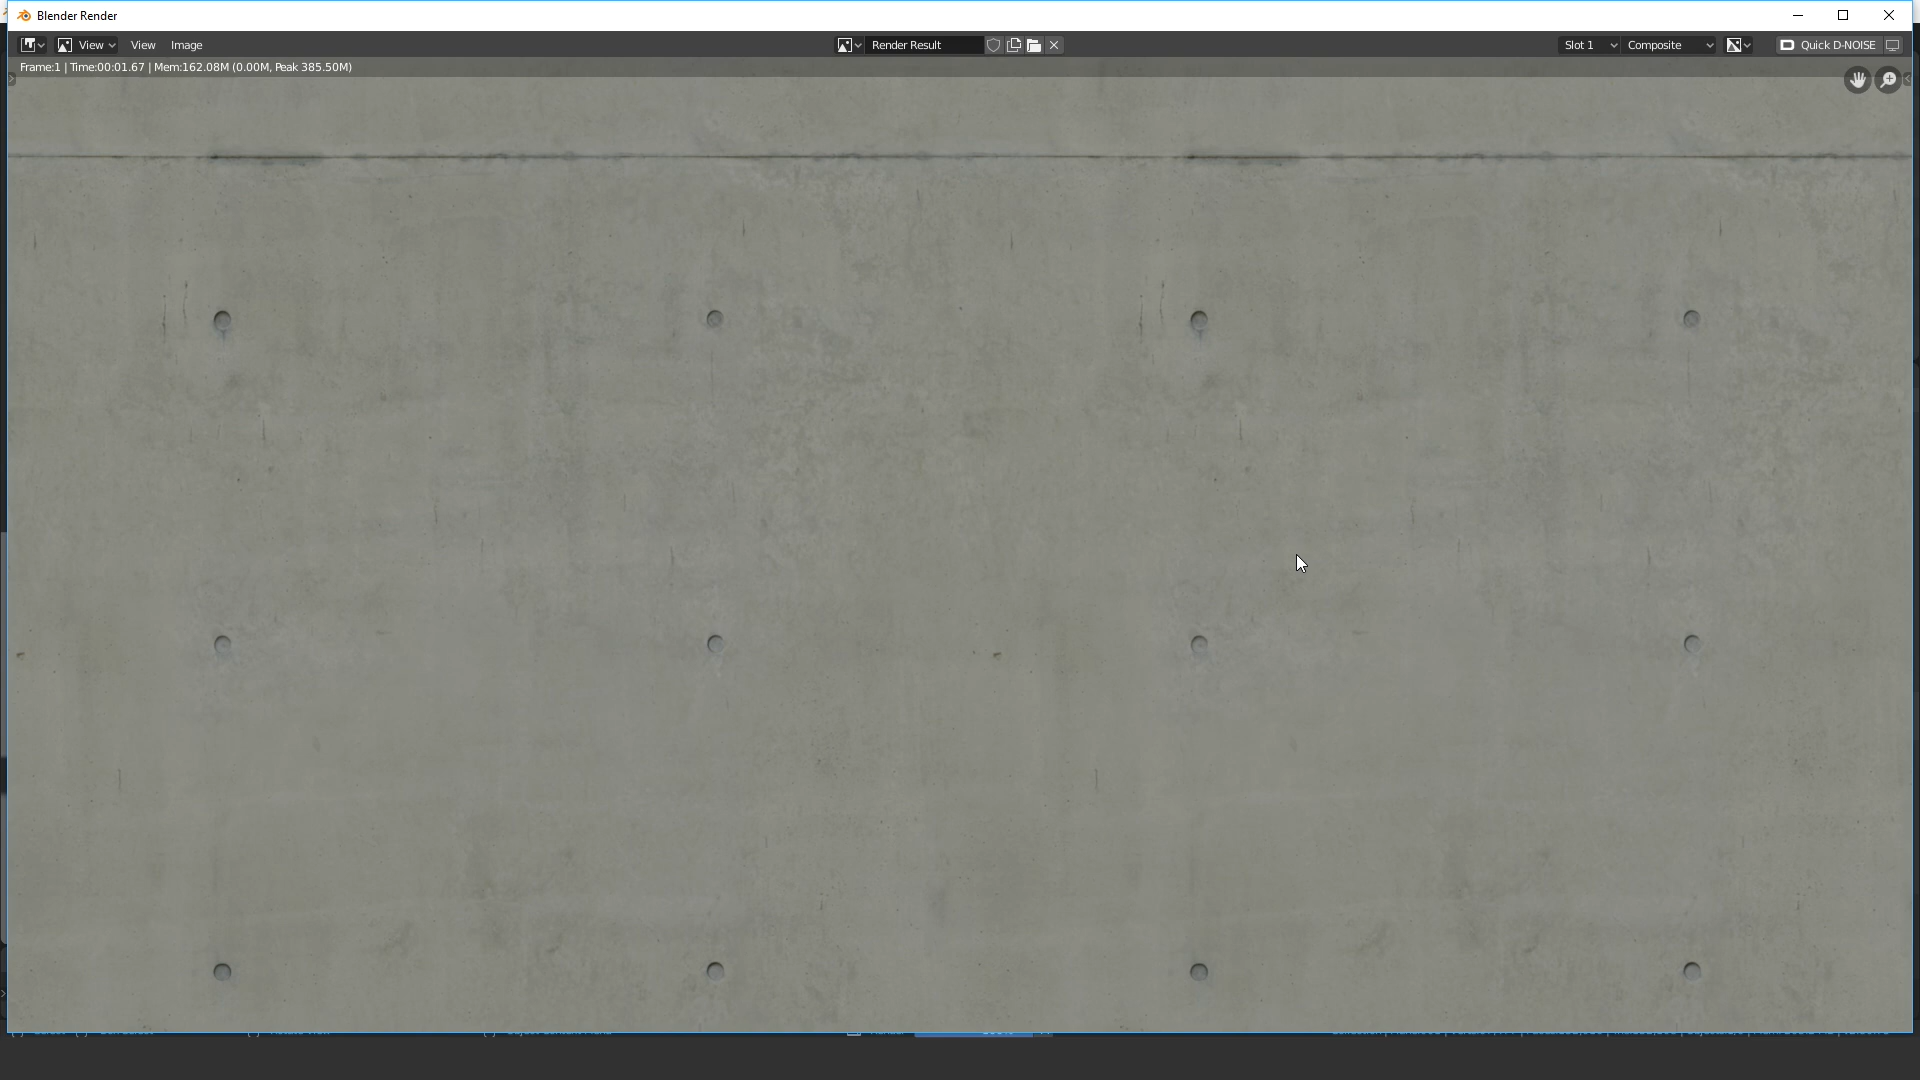 Blender Render
View View Image Render Result Slot 1 Composite Quick D-NOISE
Frame:1 | Time:00:01.67 | Mem:162.08M (0.00M, Peak 385.50M)